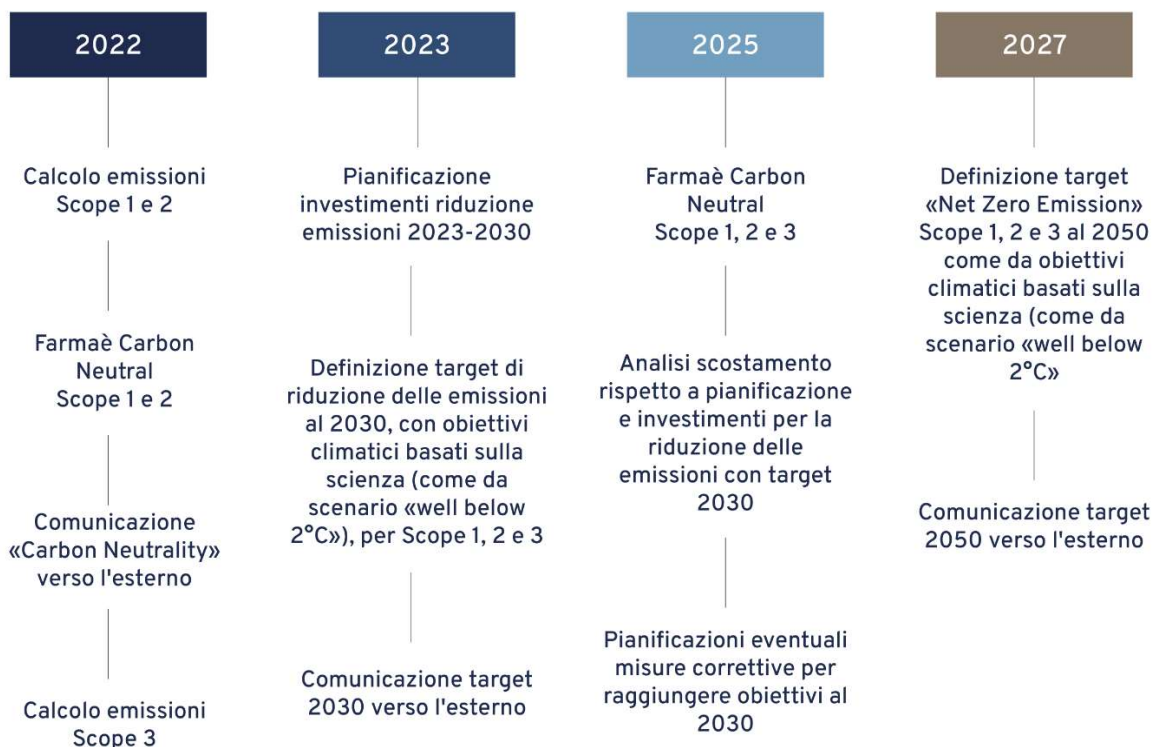 2022
Calcolo emissioni
Scope 1 e 2
Farmaè Carbon
Neutral
Scope 1 e 2
Comunicazione
«Carbon Neutrality»
verso l'esterno
Calcolo emissioni
Scope 3
2023
Pianificazione
investimenti riduzione
emissioni 2023-2030
Definizione target di
riduzione delle emissioni
al 2030, con obiettivi
climatici basati sulla
scienza (come da
scenario «well below
2°C»), per Scope 1, 2 e 3
Comunicazione target
2030 verso l'esterno
2025
Farmaè Carbon
Neutral
Scope 1, 2 e 3
Analisi scostamento
rispetto a pianificazione
e investimenti per la
riduzione delle
emissioni con target
2030
Pianificazioni eventuali
misure correttive per
raggiungere obiettivi al
2030
2027
Definizione target
«Net Zero Emission»
Scope 1, 2 e 3 al 2050
come da obiettivi
climatici basati sulla
scienza (come da
scenario «well below
2°C»
Comunicazione target
2050 verso l'esterno